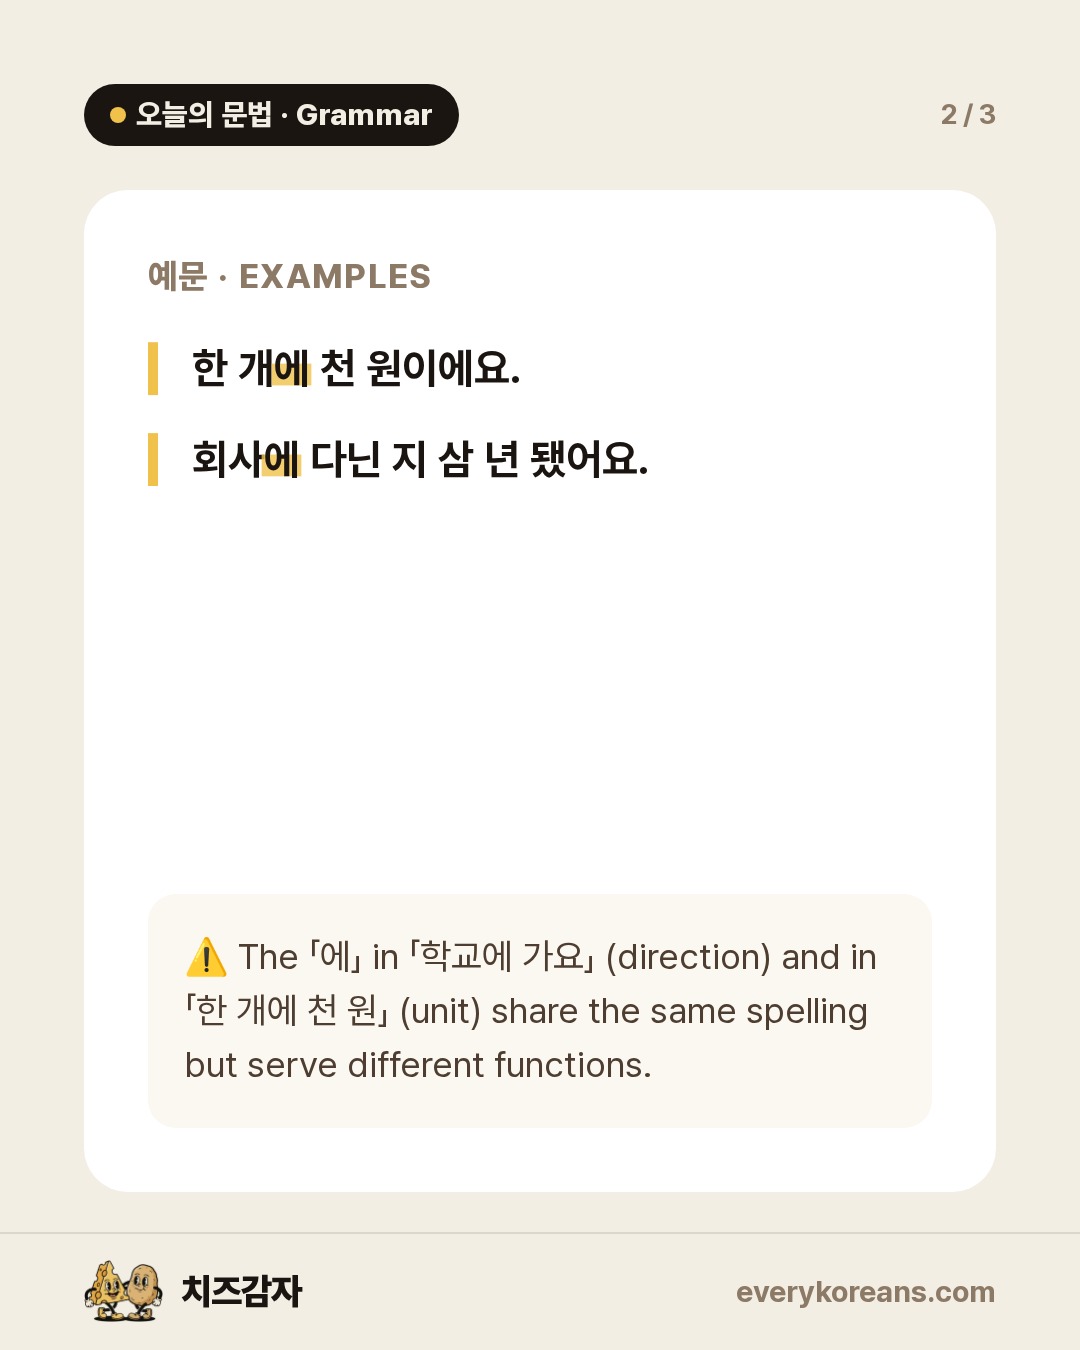 오늘의 문법 · Grammar
2 / 3
예문 · EXAMPLES
한 개에 천 원이에요.
회사에 다닌 지 삼 년 됐어요.
⚠️ The 「에」 in 「학교에 가요」 (direction) and in
「한 개에 천 원」 (unit) share the same spelling
but serve different functions.
치즈감자
everykoreans.com